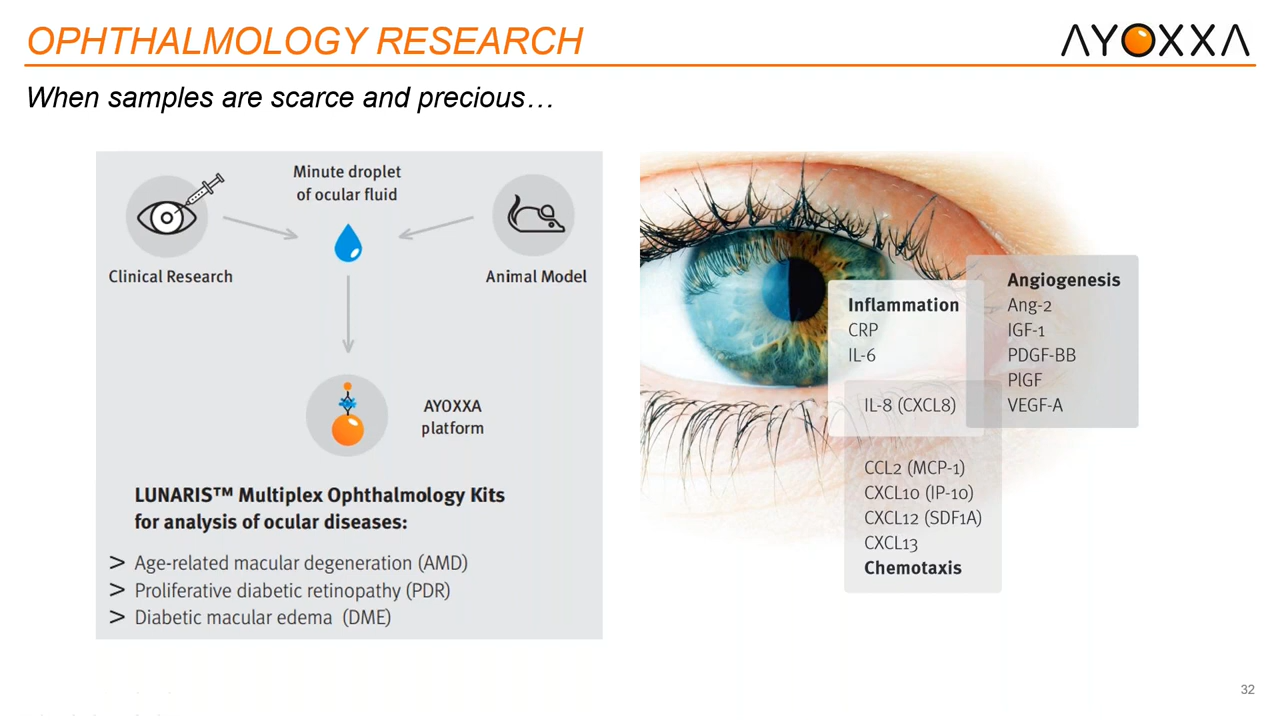 OPHTHALMOLOGY RESEARCH
AYOXXA
When samples are scarce and precious…
Minute droplet
of ocular fluid
Clinical Research
Animal Model
AYOXXA
platform
LUNARIS™ Multiplex Ophthalmology Kits
for analysis of ocular diseases:
> Age-related macular degeneration (AMD)
> Proliferative diabetic retinopathy (PDR)
> Diabetic macular edema (DME)
Inflammation
CRP
IL-6
IL-8 (CXCL8)
Angiogenesis
Ang-2
IGF-1
PDGF-BB
PlGF
VEGF-A
CCL2 (MCP-1)
CXCL10 (IP-10)
CXCL12 (SDF1A)
CXCL13
Chemotaxis
32